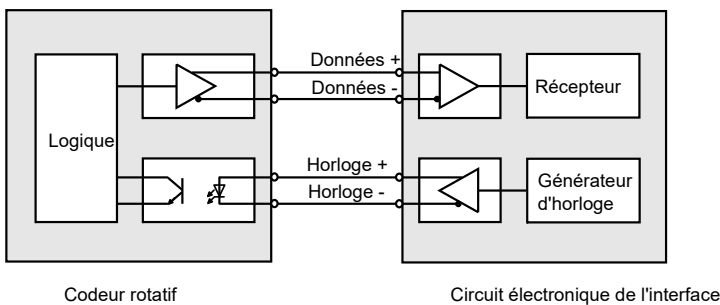 Données +
Données -
Récepteur
Logique
Horloge +
Horloge -
Générateur
d'horloge
Codeur rotatif
Circuit électronique de l'interface